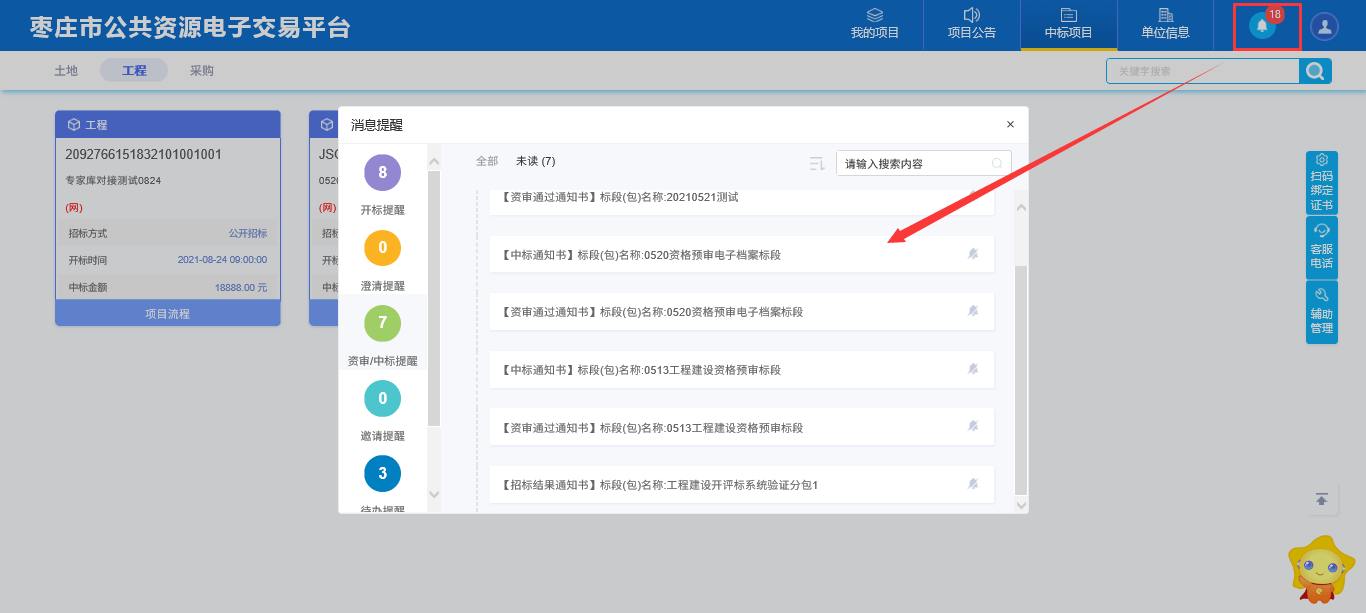 枣庄市公共资源电子交易平台
我的项目
项目公告
中标项目
单位信息
18
土地
工程
采购
关键字搜索
工程
2092766151832101001001
专家库对接测试0824
(网)
招标方式
公开招标
开标时间
2021-08-24 09:00:00
中标金额
18888.00 元
项目流程
JSG
052
(网)
招标
开标
中标
消息提醒
×
8
开标提醒
0
澄清提醒
7
资审/中标提醒
0
邀请提醒
3
待办提醒
全部
未读 (7)
请输入搜索内容
【资审通过通知书】标段(包)名称:20210521测试
【中标通知书】标段(包)名称:0520资格预审电子档案标段
【资审通过通知书】标段(包)名称:0520资格预审电子档案标段
【中标通知书】标段(包)名称:0513工程建设资格预审标段
【资审通过通知书】标段(包)名称:0513工程建设资格预审标段
【招标结果通知书】标段(包)名称:工程建设开评标系统验证分包1
扫码
绑定
证书
客服
电话
辅助
管理